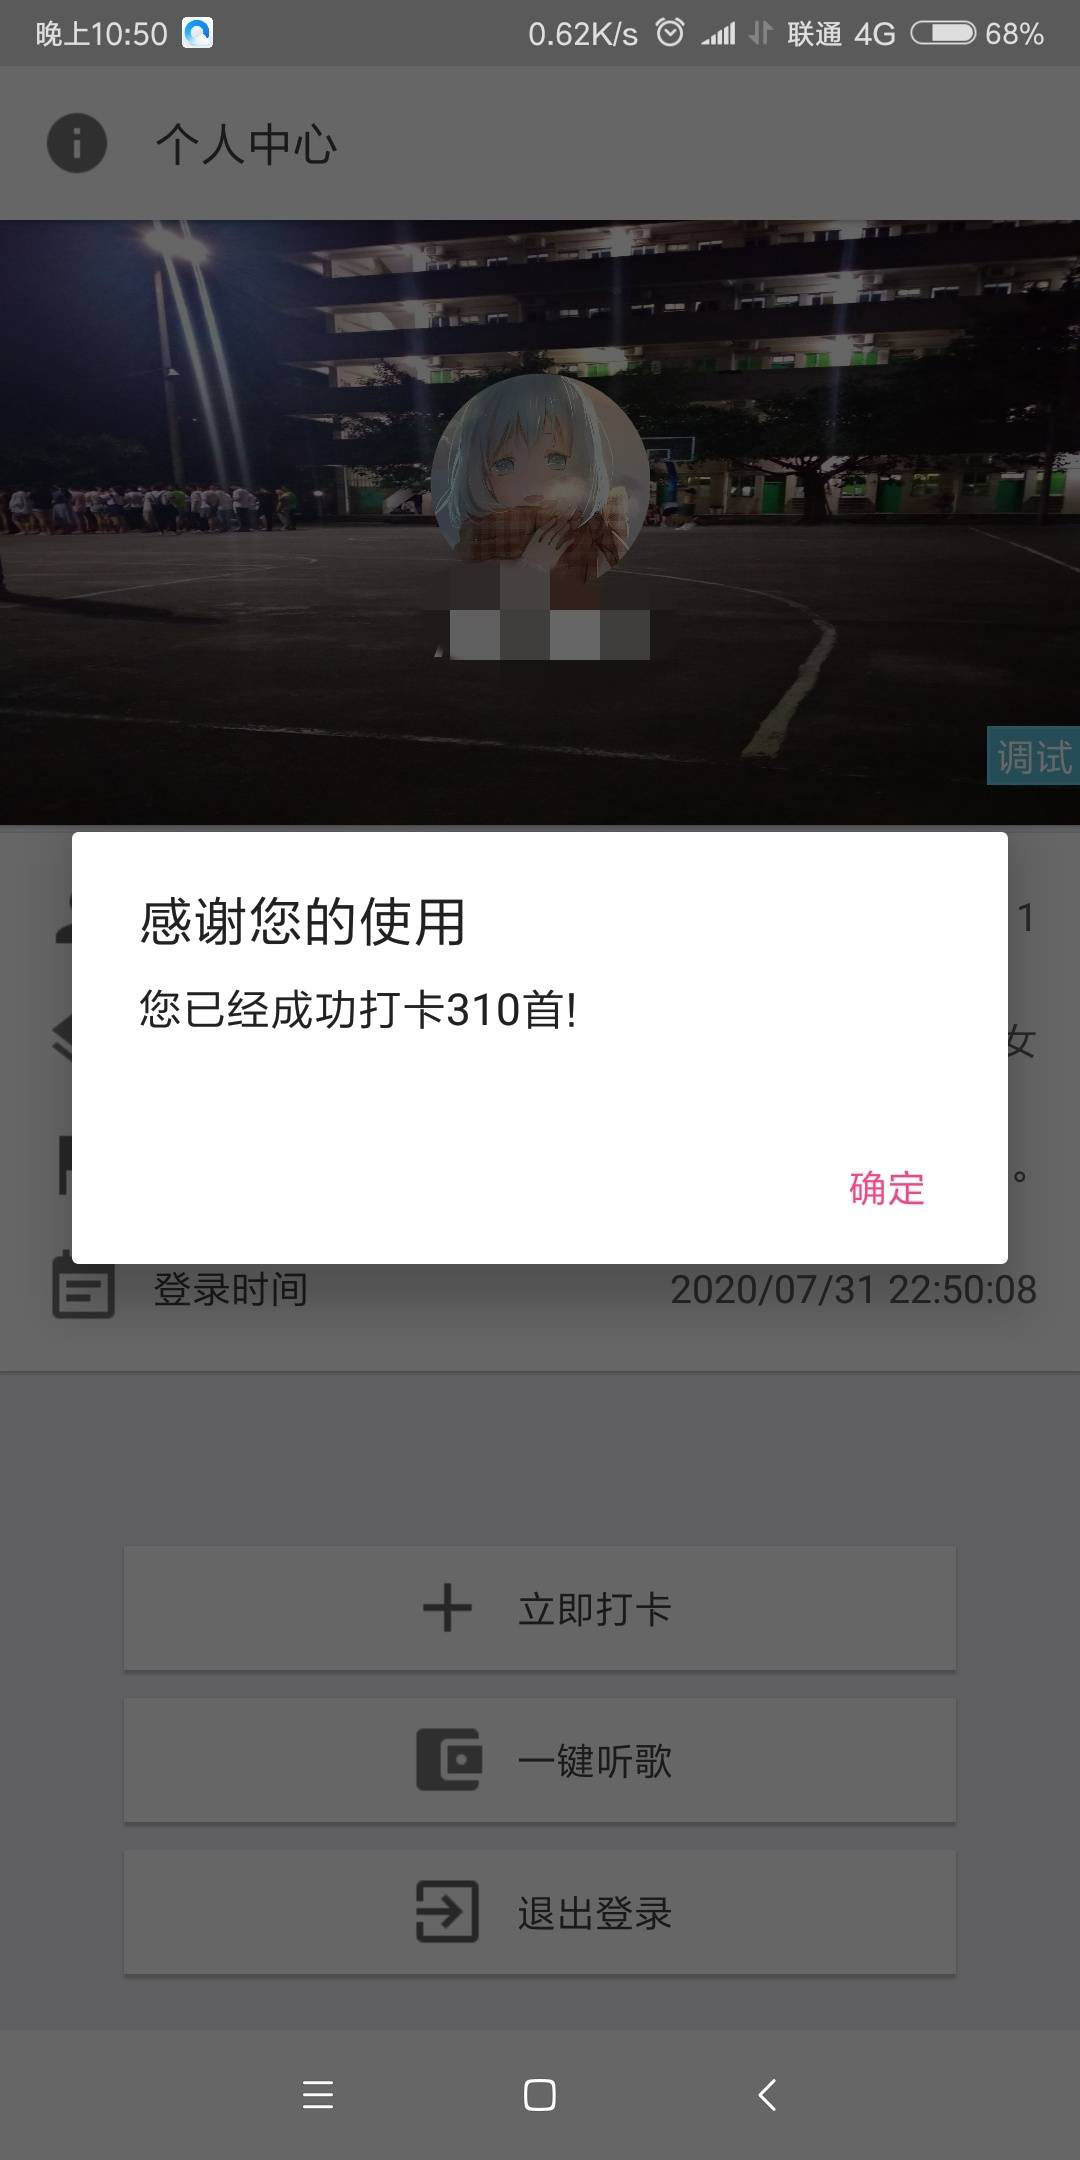 晚上10:50 0.62K/s 联通 4G 68%
个人中心
调试
感谢您的使用
您已经成功打卡310首!
确定
1
女
。
登录时间 2020/07/31 22:50:08
立即打卡
一键听歌
退出登录